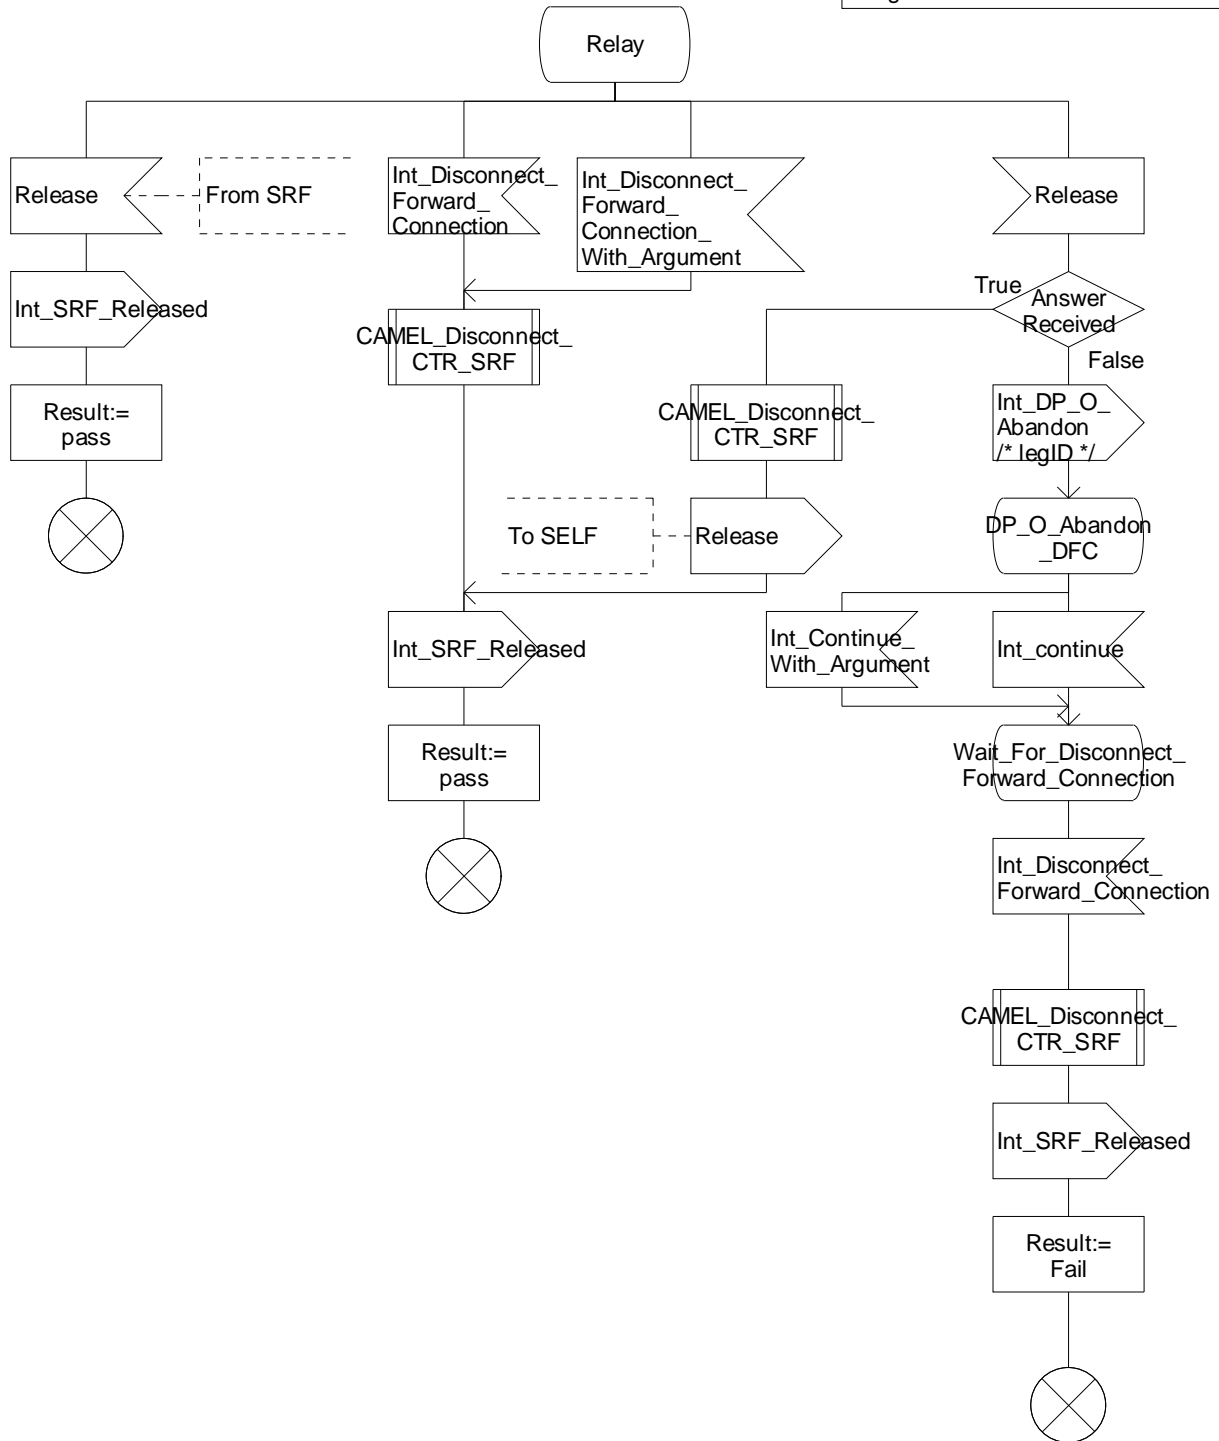 Relay
Release
From SRF
Int_Disconnect_
Forward_
Connection
Int_Disconnect_
Forward_
Connection_
With_Argument
Release
Int_SRF_Released
CAMEL_Disconnect_
CTR_SRF
True
Answer
Received
False
Result:=
pass
CAMEL_Disconnect_
CTR_SRF
Int_DP_O_
Abandon
/* legID */
To SELF
Release
DP_O_Abandon
_DFC
Int_SRF_Released
Int_Continue_
With_Argument
Int_continue
Result:=
pass
Wait_For_Disconnect_
Forward_Connection
Int_Disconnect_
Forward_Connection
CAMEL_Disconnect_
CTR_SRF
Int_SRF_Released
Result:=
Fail